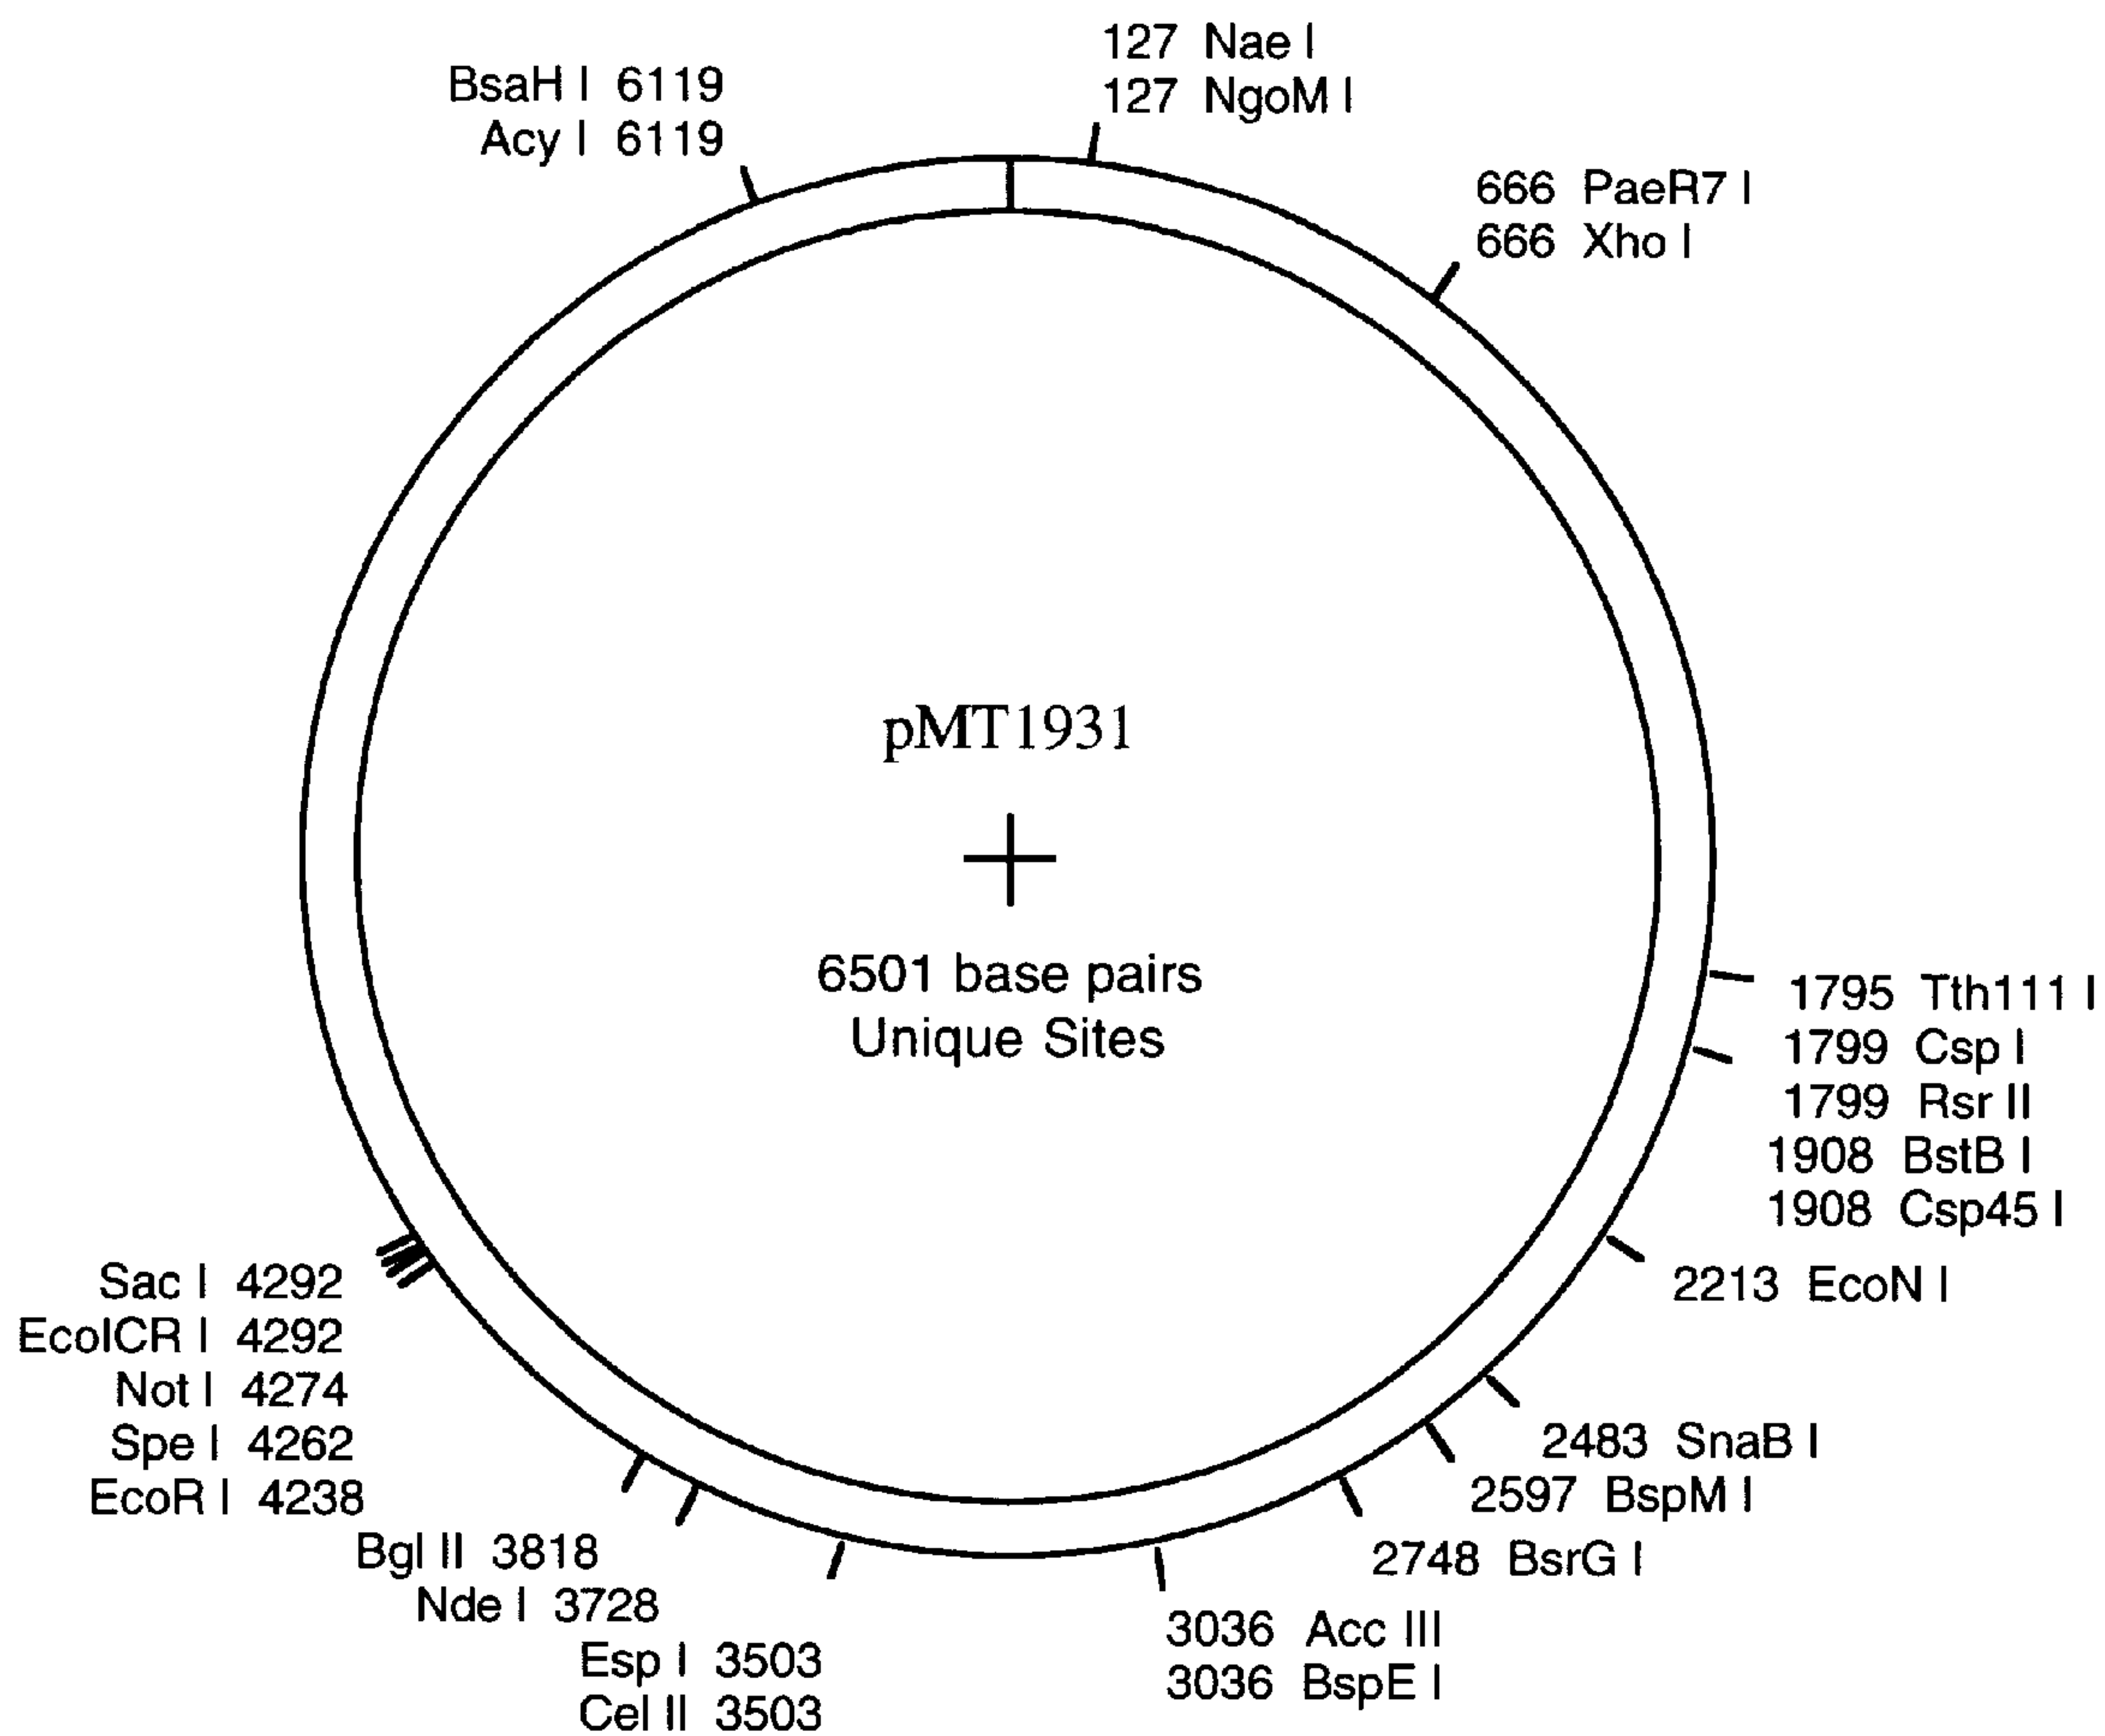 127 Nae I
127 NgoM I
BsaH I 6119
Acy I 6119
666 PaeR7 I
666 Xho I
pMT1931
6501 base pairs
Unique Sites
1795 Tth111 I
1799 Csp I
1799 Rsr II
1908 BstB I
1908 Csp45 I
2213 EcoN I
2483 SnaB I
2597 BspM I
2748 BsrG I
3036 Acc III
3036 BspE I
Sac I 4292
EcoICR I 4292
Not I 4274
Spe I 4262
EcoR I 4238
Bgl II 3818
Nde I 3728
Esp I 3503
Cel II 3503